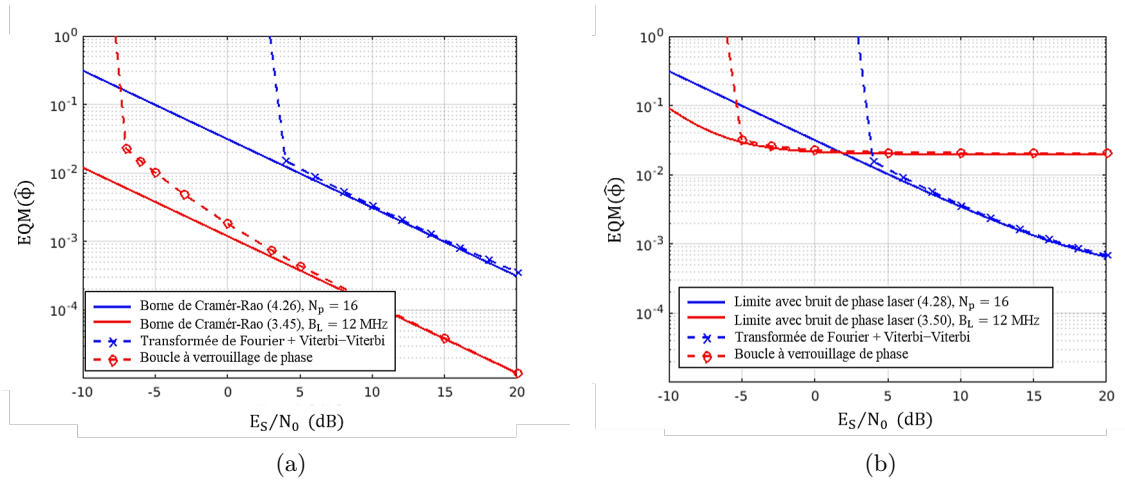 10^0
10^-1
10^-2
10^-3
10^-4
EQM(ϕ̂)
Borne de Cramér-Rao (4.26), N_p = 16
Borne de Cramér-Rao (3.45), B_L = 12 MHz
Transformée de Fourier + Viterbi−Viterbi
Boucle à verrouillage de phase
-10 -5 0 5 10 15 20
E_S/N_0 (dB)
(a)
10^0
10^-1
10^-2
10^-3
10^-4
EQM(ϕ̂)
Limite avec bruit de phase laser (4.28), N_p = 16
Limite avec bruit de phase laser (3.50), B_L = 12 MHz
Transformée de Fourier + Viterbi−Viterbi
Boucle à verrouillage de phase
-10 -5 0 5 10 15 20
E_S/N_0 (dB)
(b)